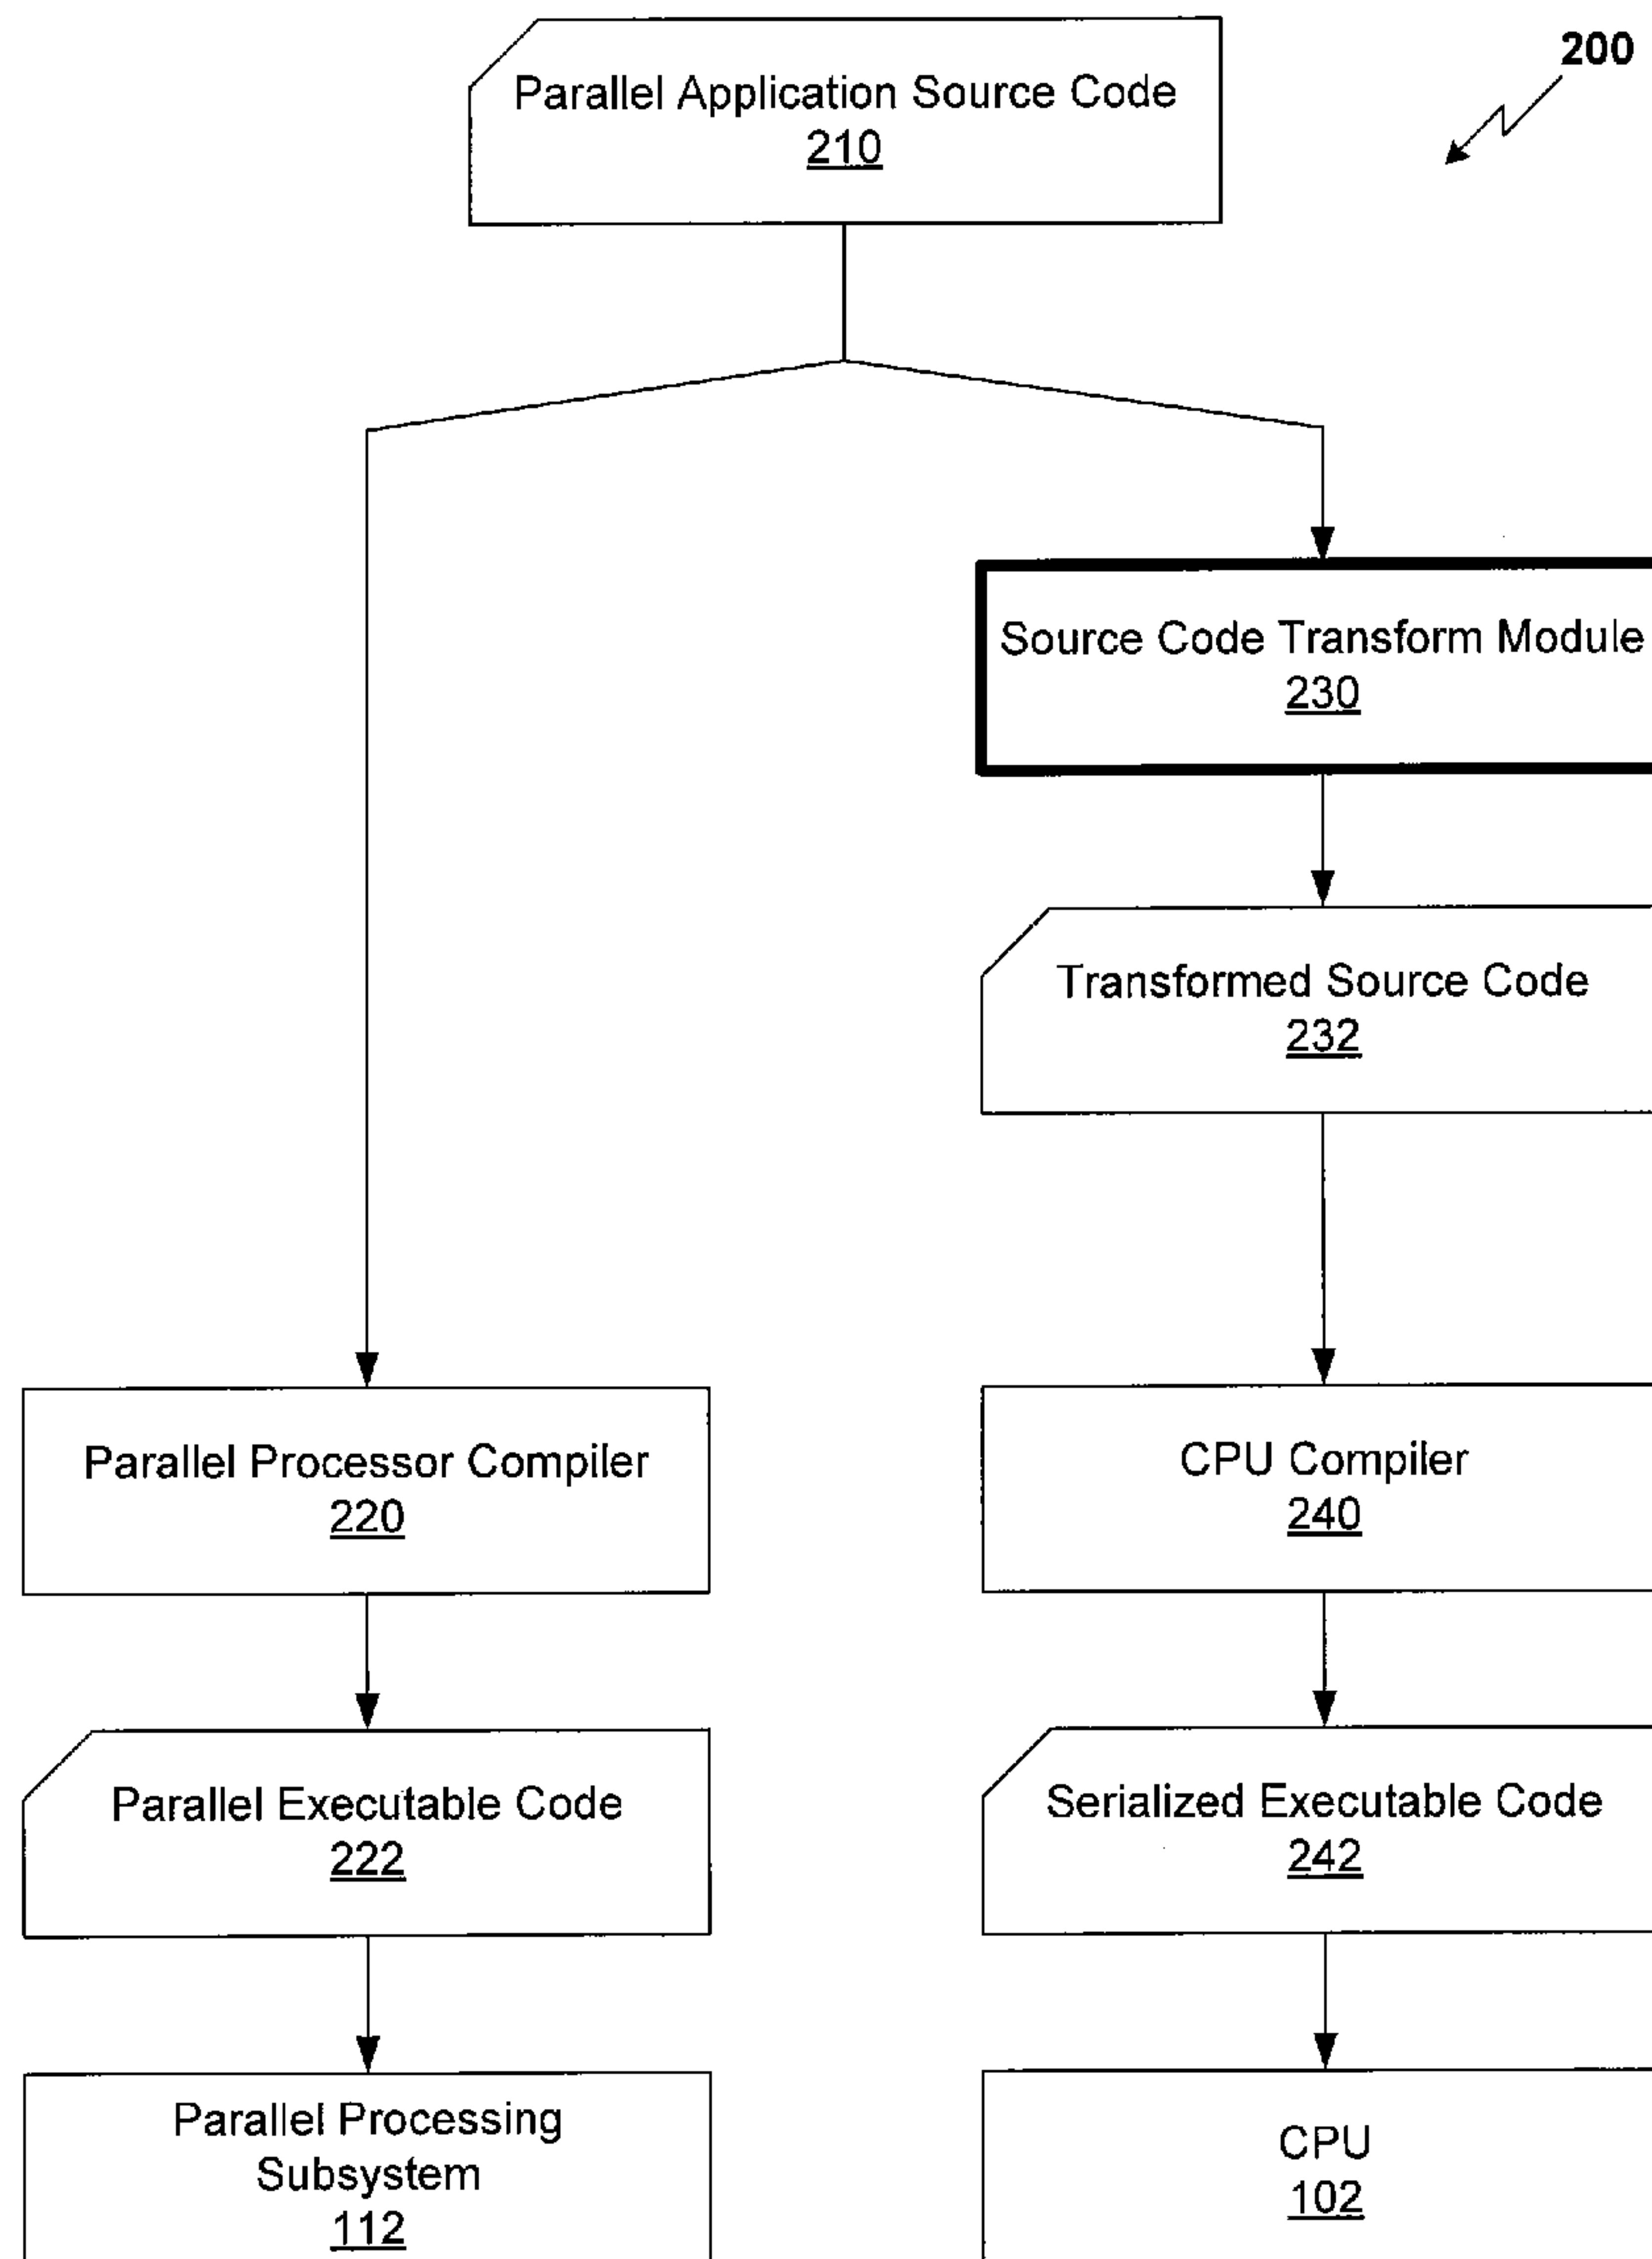 200
Parallel Application Source Code
210
Source Code Transform Module
230
Transformed Source Code
232
Parallel Processor Compiler
220
CPU Compiler
240
Parallel Executable Code
222
Serialized Executable Code
242
Parallel Processing
Subsystem
112
CPU
102